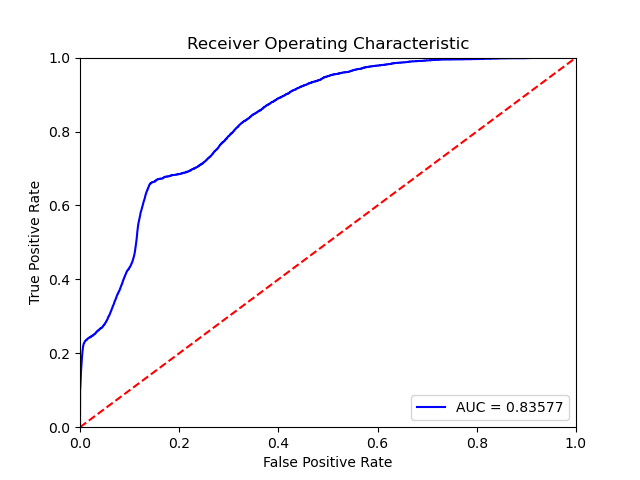 Receiver Operating Characteristic
1.0
0.8
0.6
0.4
0.2
0.0
True Positive Rate
AUC = 0.83577
0.0 0.2 0.4 0.6 0.8 1.0
False Positive Rate